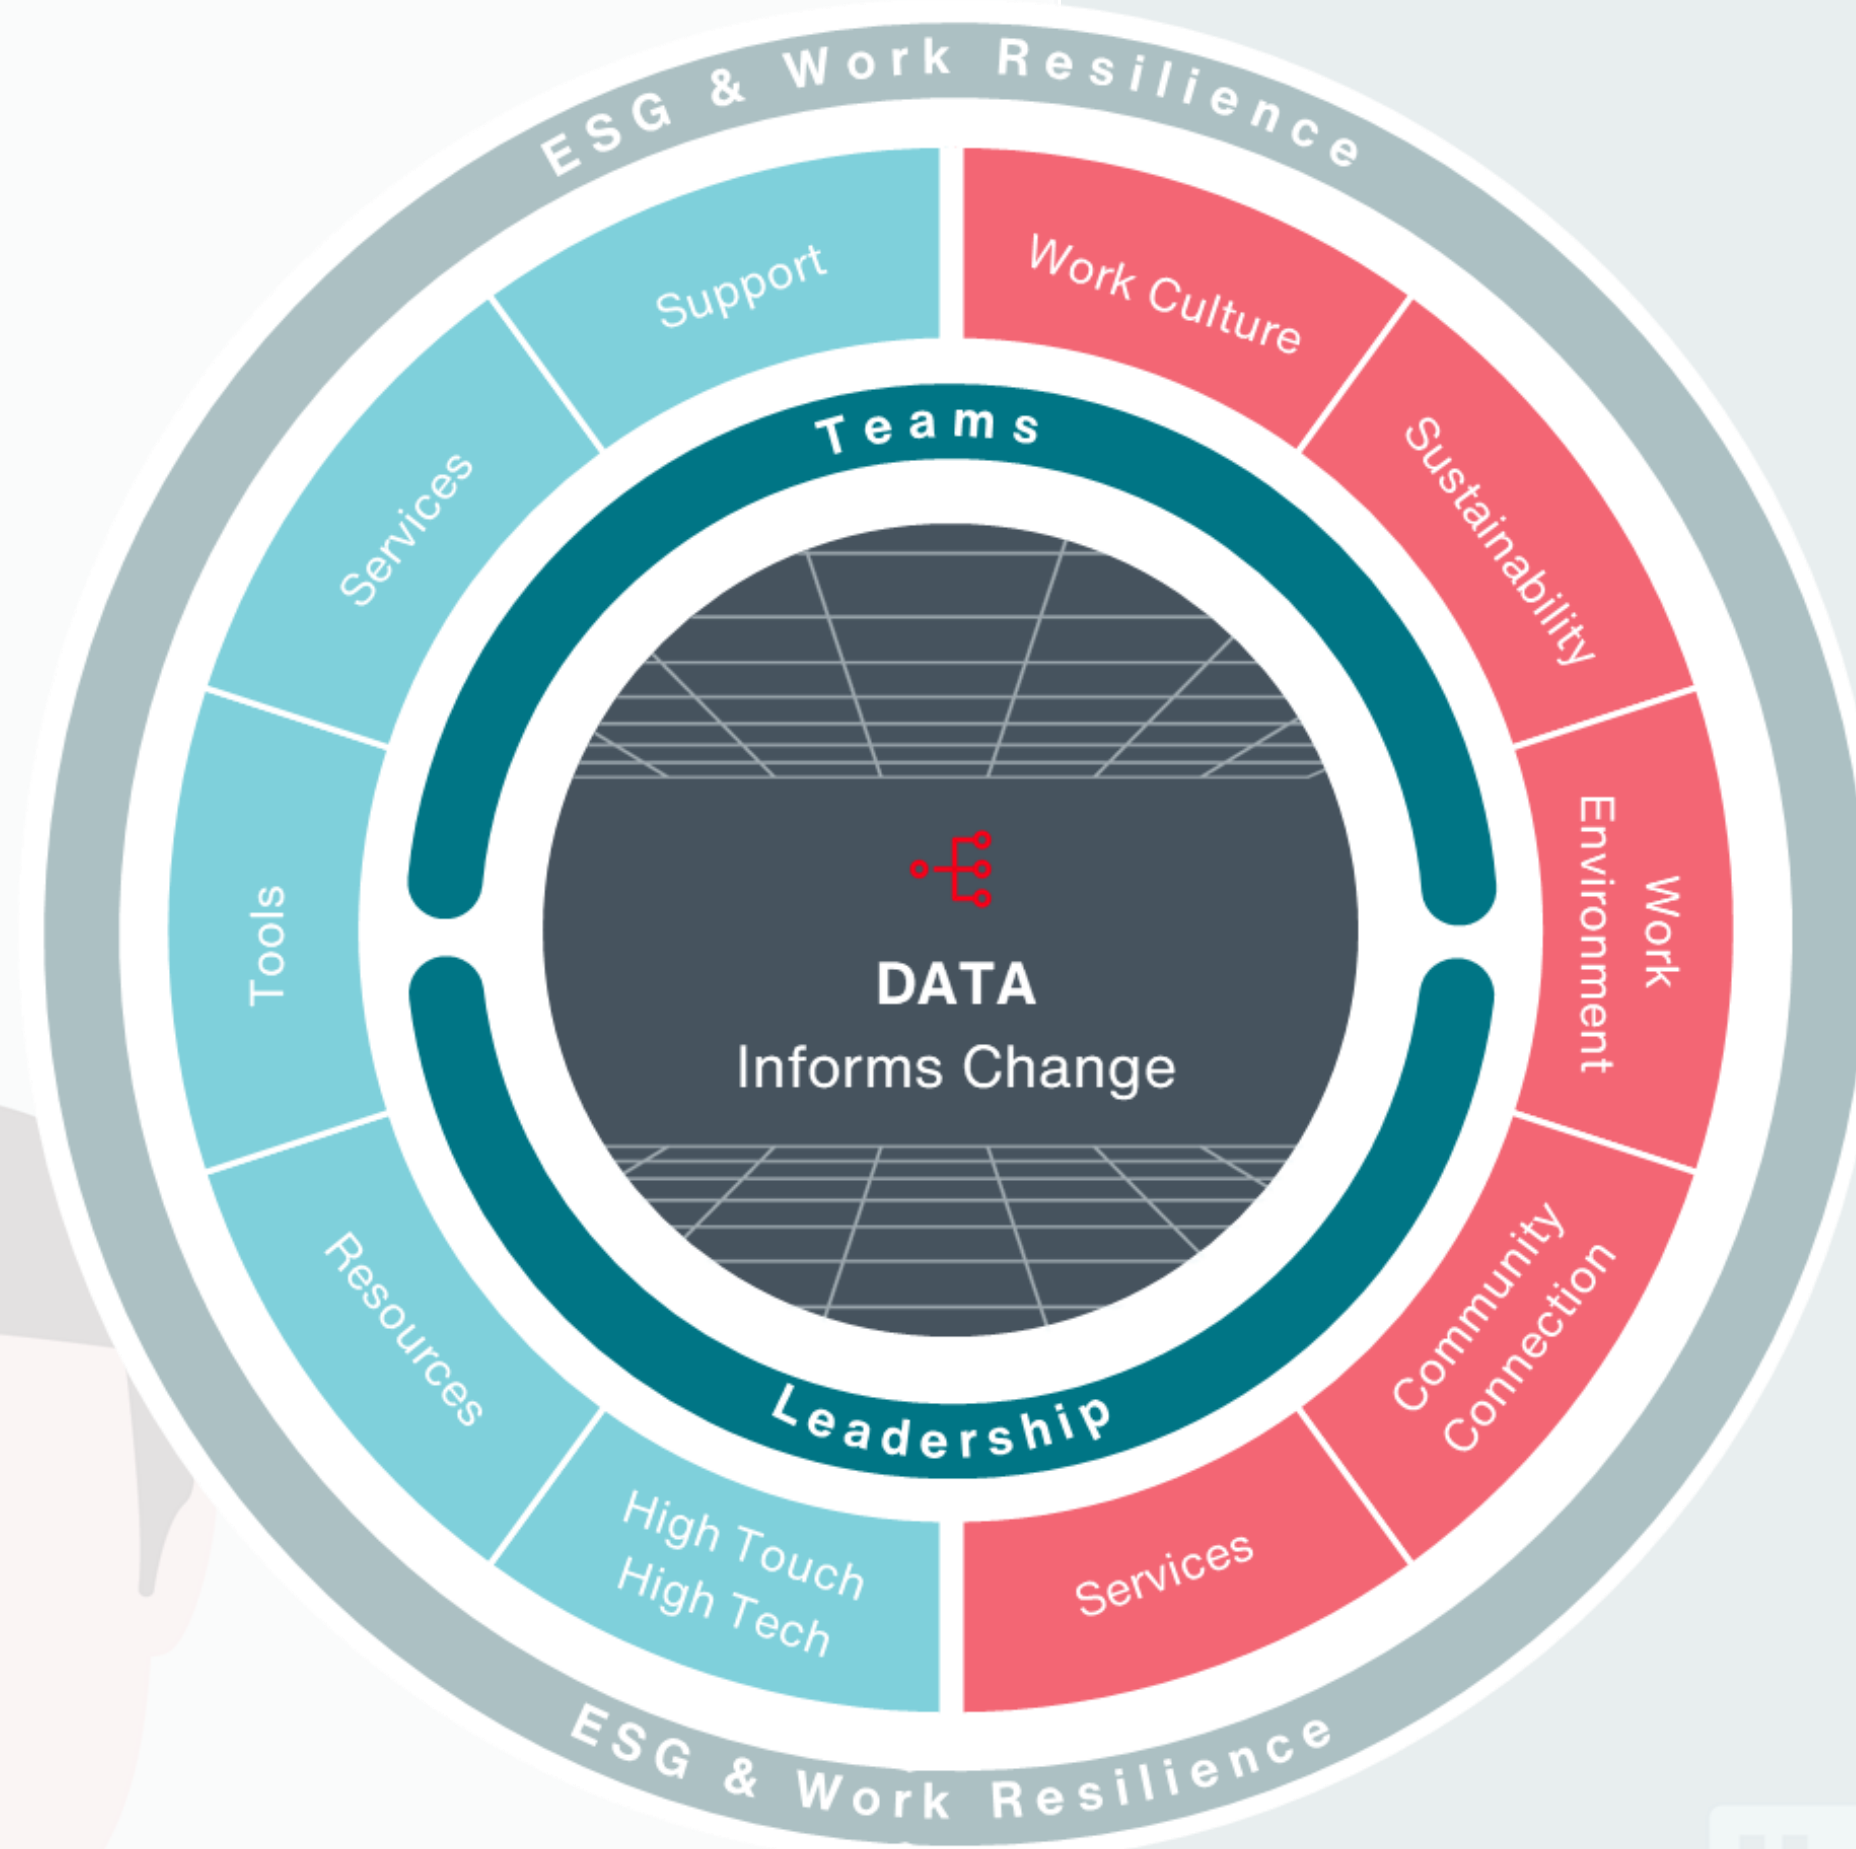 ESG & Work Resilience
Support
Work Culture
Services
Sustainability
Teams
Tools
Work
Environment
DATA
Informs Change
Resources
Community
Connection
Leadership
High Touch
High Tech
Services
ESG & Work Resilience